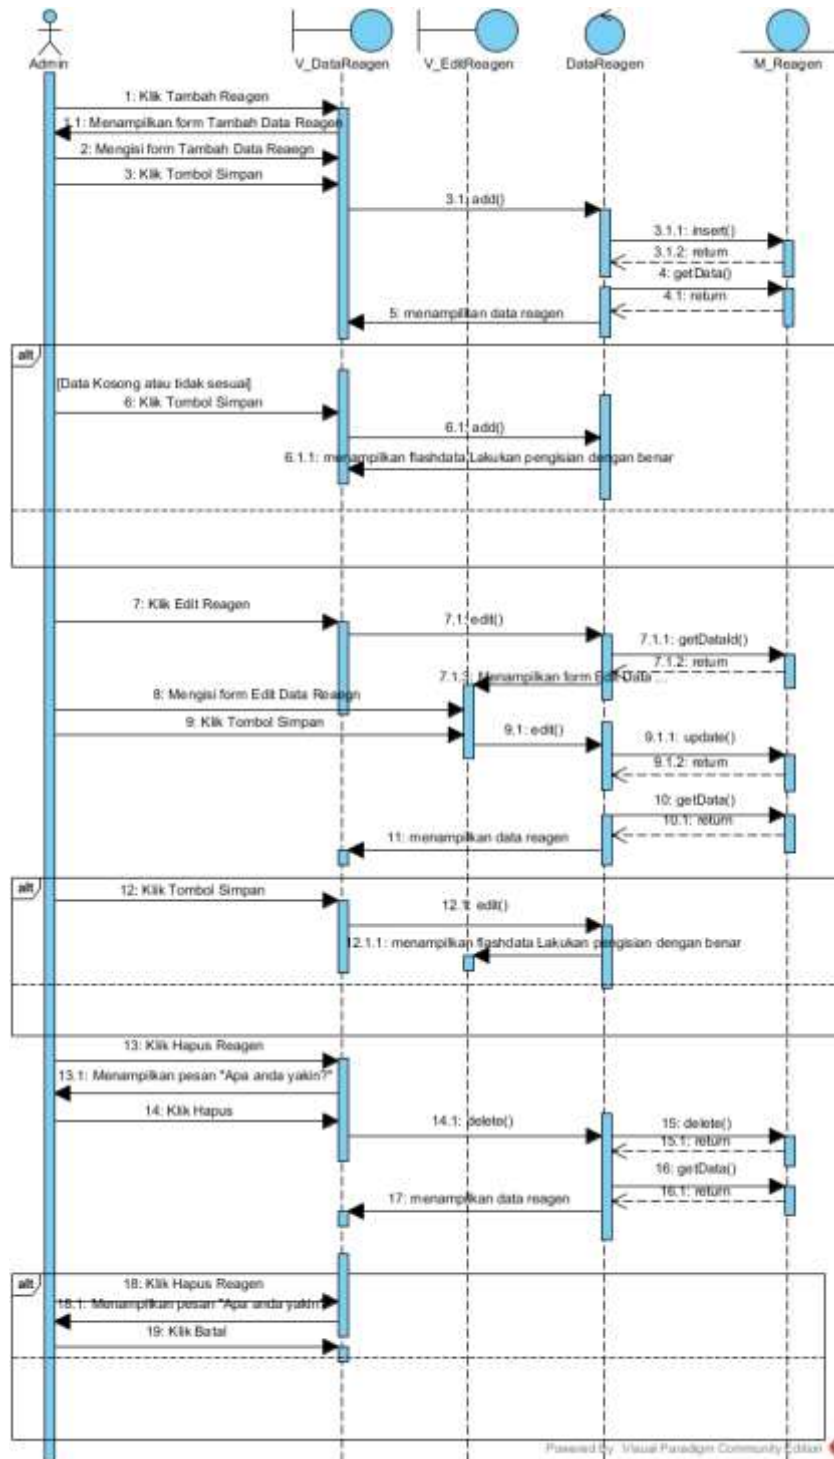 Admin
V_DataReagen
V_EditReagen
DataReagen
M_Reagen
1: Klik Tambah Reagen
1.1: Menampilkan form Tambah Data Reagen
2: Mengisi form Tambah Data Reaegn
3: Klik Tombol Simpan
3.1: add()
3.1.1: insert()
3.1.2: return
4: getData()
4.1: return
5: menampilkan data reagen
alt
[Data Kosong atau tidak sesuai]
6: Klik Tombol Simpan
6.1: add()
6.1.1: menampilkan flashdata Lakukan pengisian dengan benar
7: Klik Edit Reagen
7.1: edit()
7.1.1: getDataId()
7.1.2: return
7.1.3: Menampilkan form Edit Data ...
8: Mengisi form Edit Data Reaegn
9: Klik Tombol Simpan
9.1: edit()
9.1.1: update()
9.1.2: return
10: getData()
10.1: return
11: menampilkan data reagen
alt
12: Klik Tombol Simpan
12.1: edit()
12.1.1: menampilkan flashdata Lakukan pengisian dengan benar
13: Klik Hapus Reagen
13.1: Menampilkan pesan "Apa anda yakin?"
14: Klik Hapus
14.1: delete()
15: delete()
15.1: return
16: getData()
16.1: return
17: menampilkan data reagen
alt
18: Klik Hapus Reagen
18.1: Menampilkan pesan "Apa anda yakin?
19: Klik Batal
Powered By Visual Paradigm Community Edition